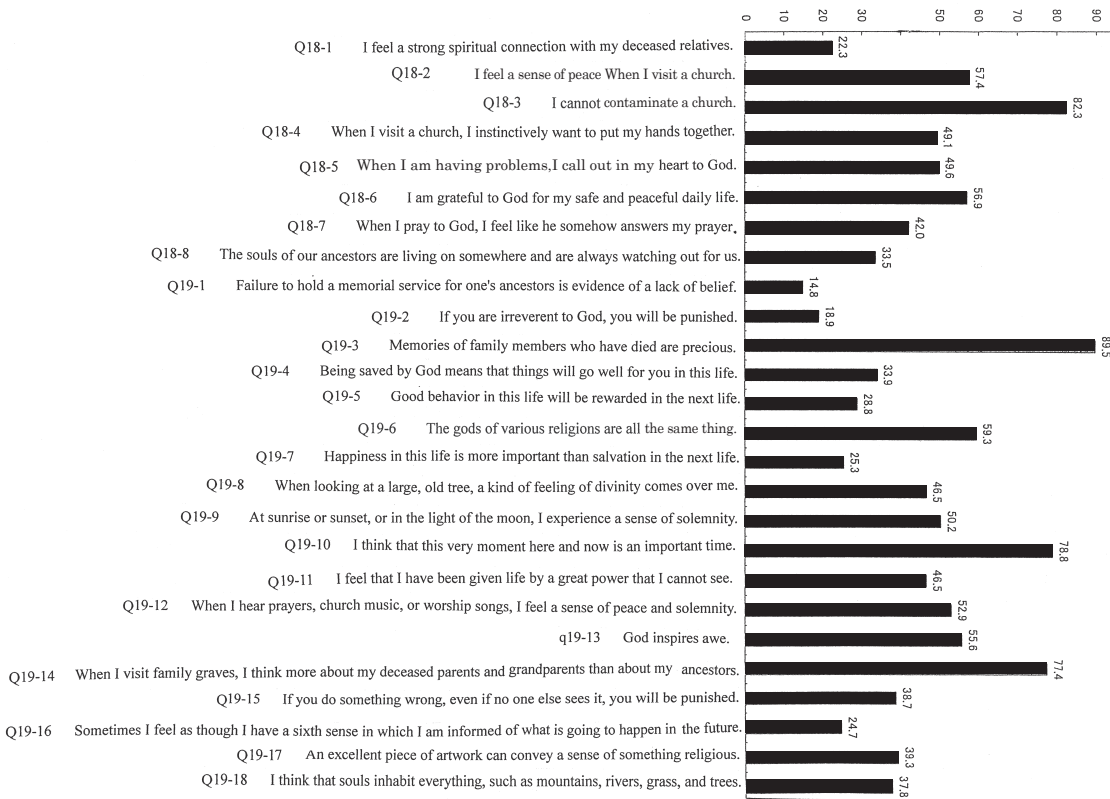 0 10 20 30 40 50 60 70 80 90
Q18-1 I feel a strong spiritual connection with my deceased relatives. 22.3
Q18-2 I feel a sense of peace When I visit a church. 57.4
Q18-3 I cannot contaminate a church. 82.3
Q18-4 When I visit a church, I instinctively want to put my hands together. 49.1
Q18-5 When I am having problems,I call out in my heart to God. 49.6
Q18-6 I am grateful to God for my safe and peaceful daily life. 56.9
Q18-7 When I pray to God, I feel like he somehow answers my prayer. 42.0
Q18-8 The souls of our ancestors are living on somewhere and are always watching out for us. 33.5
Q19-1 Failure to hold a memorial service for one's ancestors is evidence of a lack of belief. 14.8
Q19-2 If you are irreverent to God, you will be punished. 18.9
Q19-3 Memories of family members who have died are precious. 89.5
Q19-4 Being saved by God means that things will go well for you in this life. 33.9
Q19-5 Good behavior in this life will be rewarded in the next life. 28.8
Q19-6 The gods of various religions are all the same thing. 59.3
Q19-7 Happiness in this life is more important than salvation in the next life. 25.3
Q19-8 When looking at a large, old tree, a kind of feeling of divinity comes over me. 46.5
Q19-9 At sunrise or sunset, or in the light of the moon, I experience a sense of solemnity. 50.2
Q19-10 I think that this very moment here and now is an important time. 78.8
Q19-11 I feel that I have been given life by a great power that I cannot see. 46.5
Q19-12 When I hear prayers, church music, or worship songs, I feel a sense of peace and solemnity. 52.9
q19-13 God inspires awe. 55.6
Q19-14 When I visit family graves, I think more about my deceased parents and grandparents than about my ancestors. 77.4
Q19-15 If you do something wrong, even if no one else sees it, you will be punished. 38.7
Q19-16 Sometimes I feel as though I have a sixth sense in which I am informed of what is going to happen in the future. 24.7
Q19-17 An excellent piece of artwork can convey a sense of something religious. 39.3
Q19-18 I think that souls inhabit everything, such as mountains, rivers, grass, and trees. 37.8